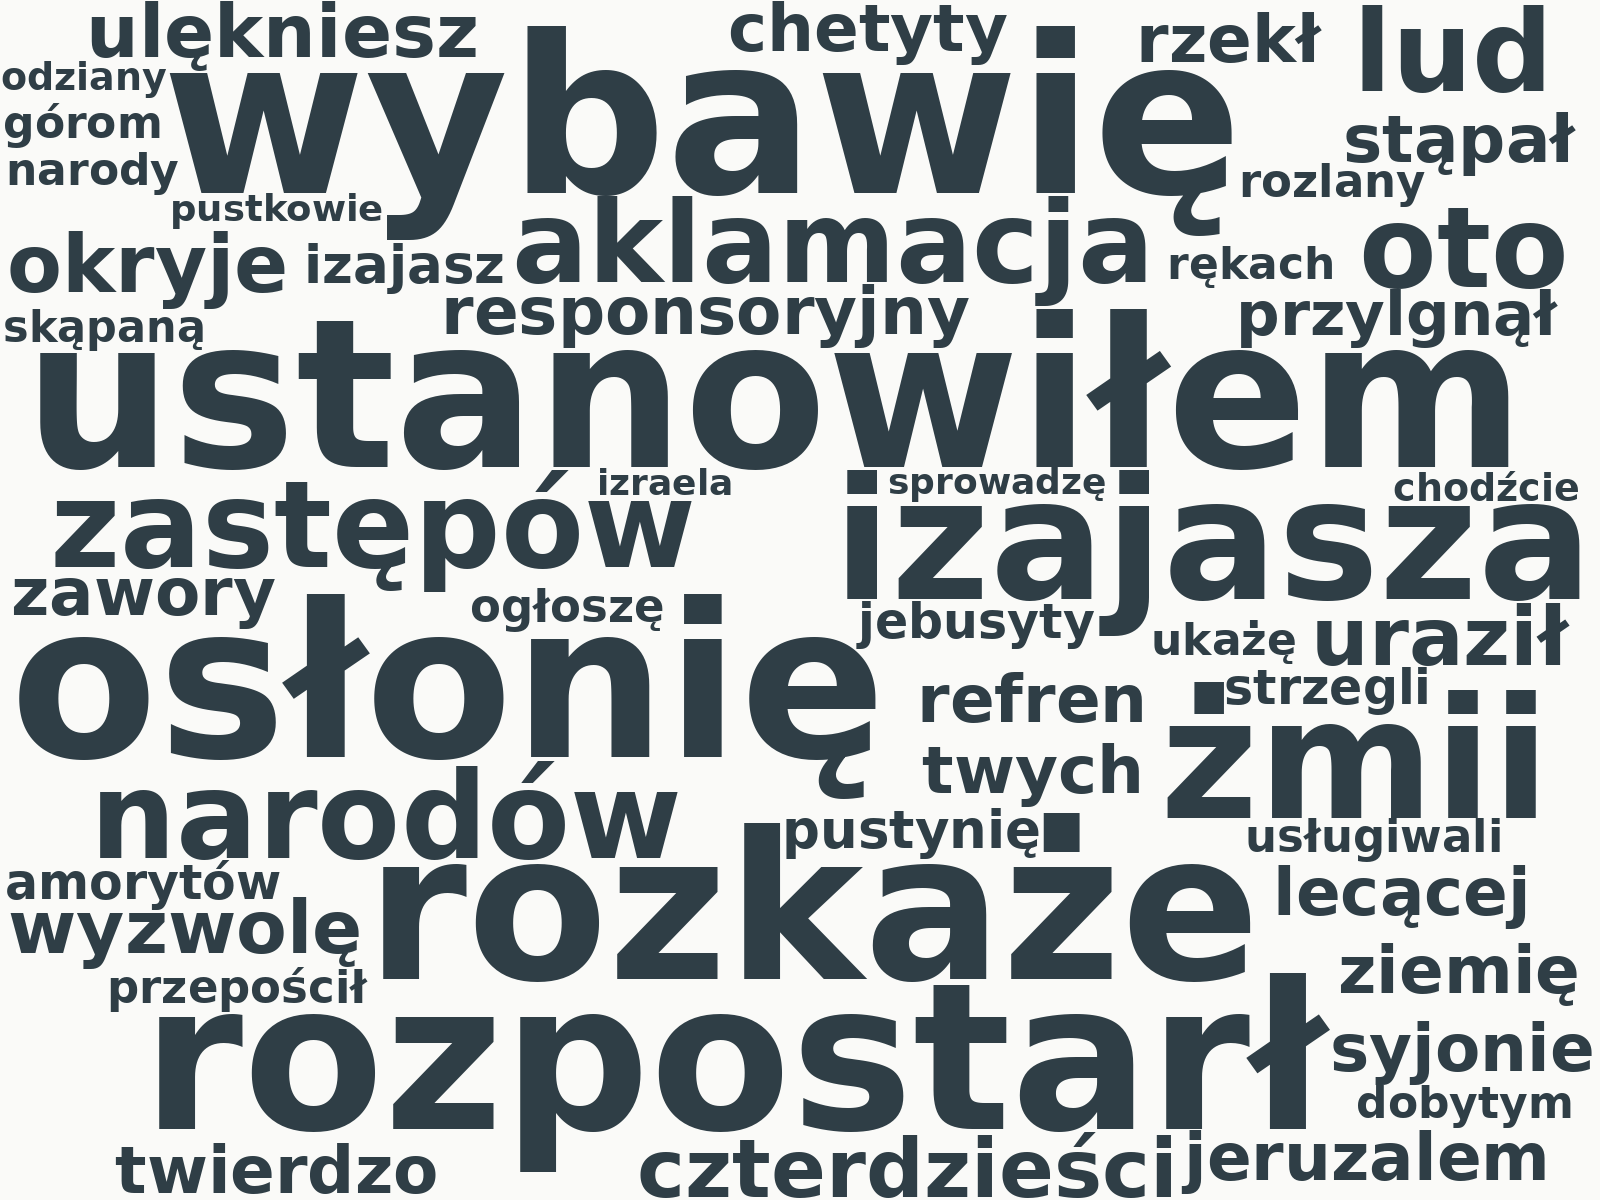 ulękniesz chetyty rzekł lud
odziany wybawię
górom stąpał
narody rozlany
pustkowie aklamacja oto
okryje izajasz rękach
responsoryjny przylgnął
skąpaną
ustanowiłem
izraela sprowadzę chodźcie
zastępów izajasza
zawory ogłoszę jebusyty uraził
osłonię ukażę
refren strzegli
twych żmii
narodów pustynię usługiwali
amorytów rozkaże lecącej
wyzwolę
przepościł ziemię
rozpostarł syjonie
dobytym
twierdzo czterdzieści jeruzalem